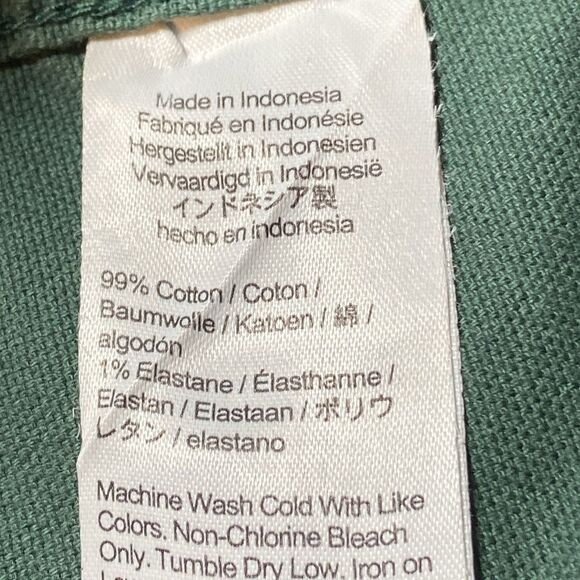 Made in Indonesia
Fabriqué en Indonésie
Hergestellt in Indonesien
Vervaardigd in Indonesië
インドネシア製
hecho en indonesia
99% Cotton / Coton /
Baumwolle / Katoen / 綿 /
algodón
1% Elastane / Élasthanne /
Elastan / Elastaan / ポリウ
レタン / elastano
Machine Wash Cold With Like
Colors. Non-Chlorine Bleach
Only. Tumble Dry Low. Iron on